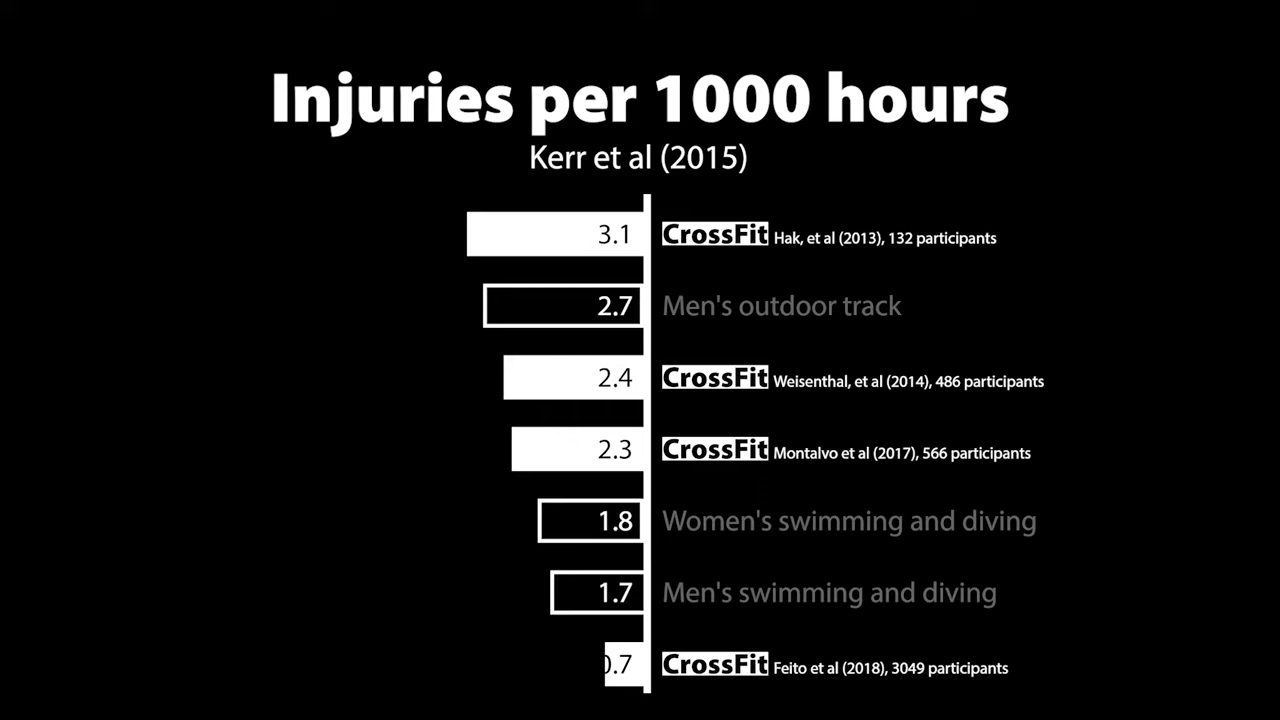 Injuries per 1000 hours
Kerr et al (2015)
3.1 CrossFit Hak, et al (2013), 132 participants
2.7 Men's outdoor track
2.4 CrossFit Weisenthal, et al (2014), 486 participants
2.3 CrossFit Montalvo et al (2017), 566 participants
1.8 Women's swimming and diving
1.7 Men's swimming and diving
0.7 CrossFit Feito et al (2018), 3049 participants